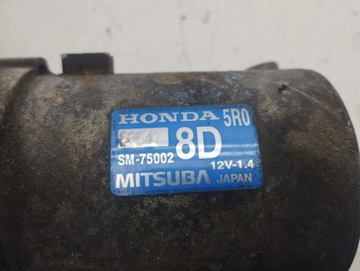 HONDA 5R0
8D
SM-75002 12V-1.4
MITSUBA JAPAN